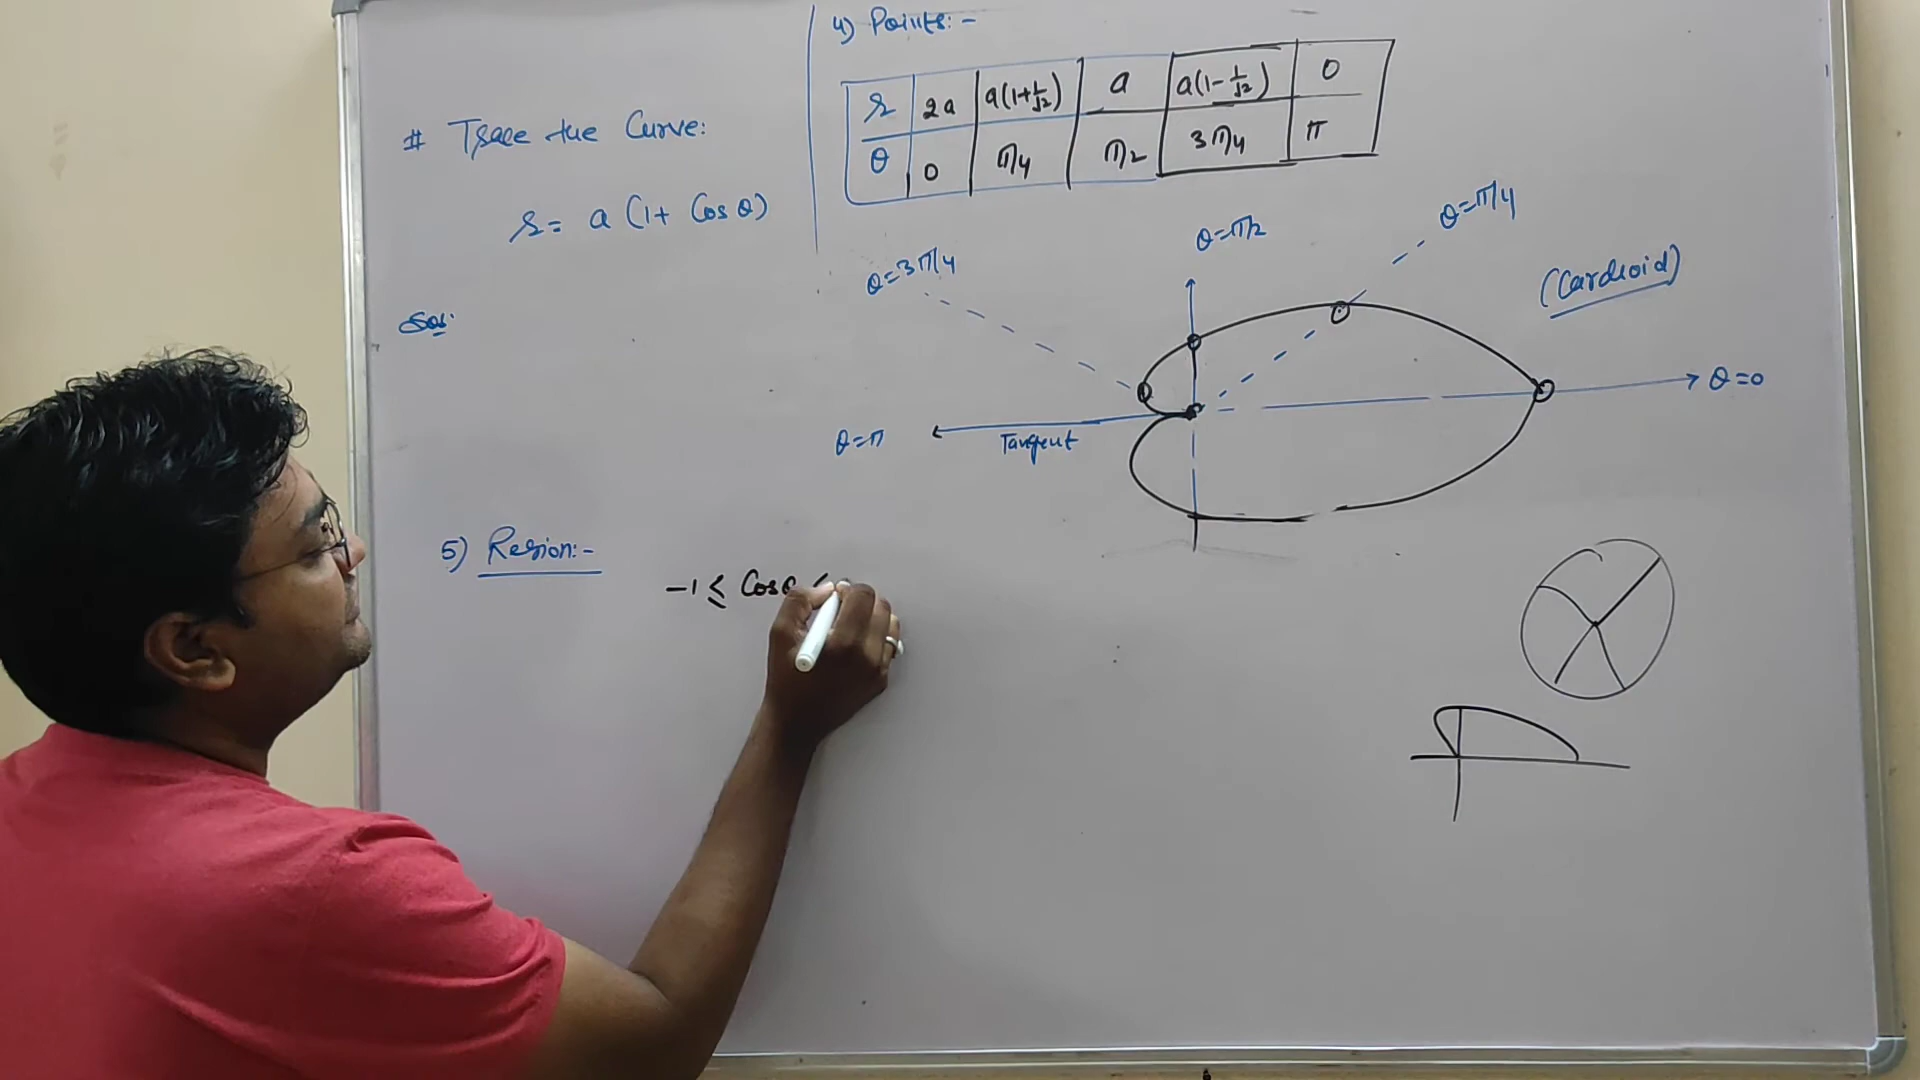 # Trace the Curve:
r = a (1+ Cos θ)
Sol:
4) Points:-
r 2a a(1+1/√2) a a(1-1/√2) 0
θ 0 π/4 π/2 3π/4 π
θ=3π/4
θ=π/2
θ=π/4
(Cardioid)
θ=0
θ=π
Tangent
5) Region:-
-1 ≤ Cosθ ≤